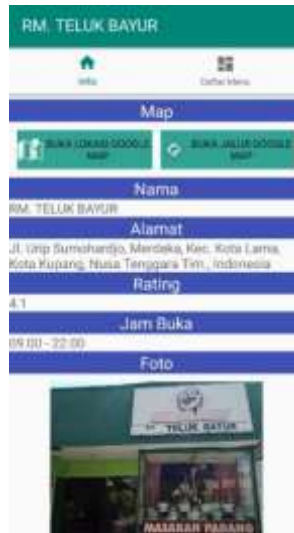 RM. TELUK BAYUR
Info
Daftar Menu
Map
BUKA LOKASI GOOGLE
MAP
BUKA JALUR GOOGLE
MAP
Nama
RM. TELUK BAYUR
Alamat
Jl. Urip Sumohardjo, Merdeka, Kec. Kota Lama,
Kota Kupang, Nusa Tenggara Tim., Indonesia
Rating
4.1
Jam Buka
09.00 - 22.00
Foto
TELUK BAYUR
MASAKAN PADANG